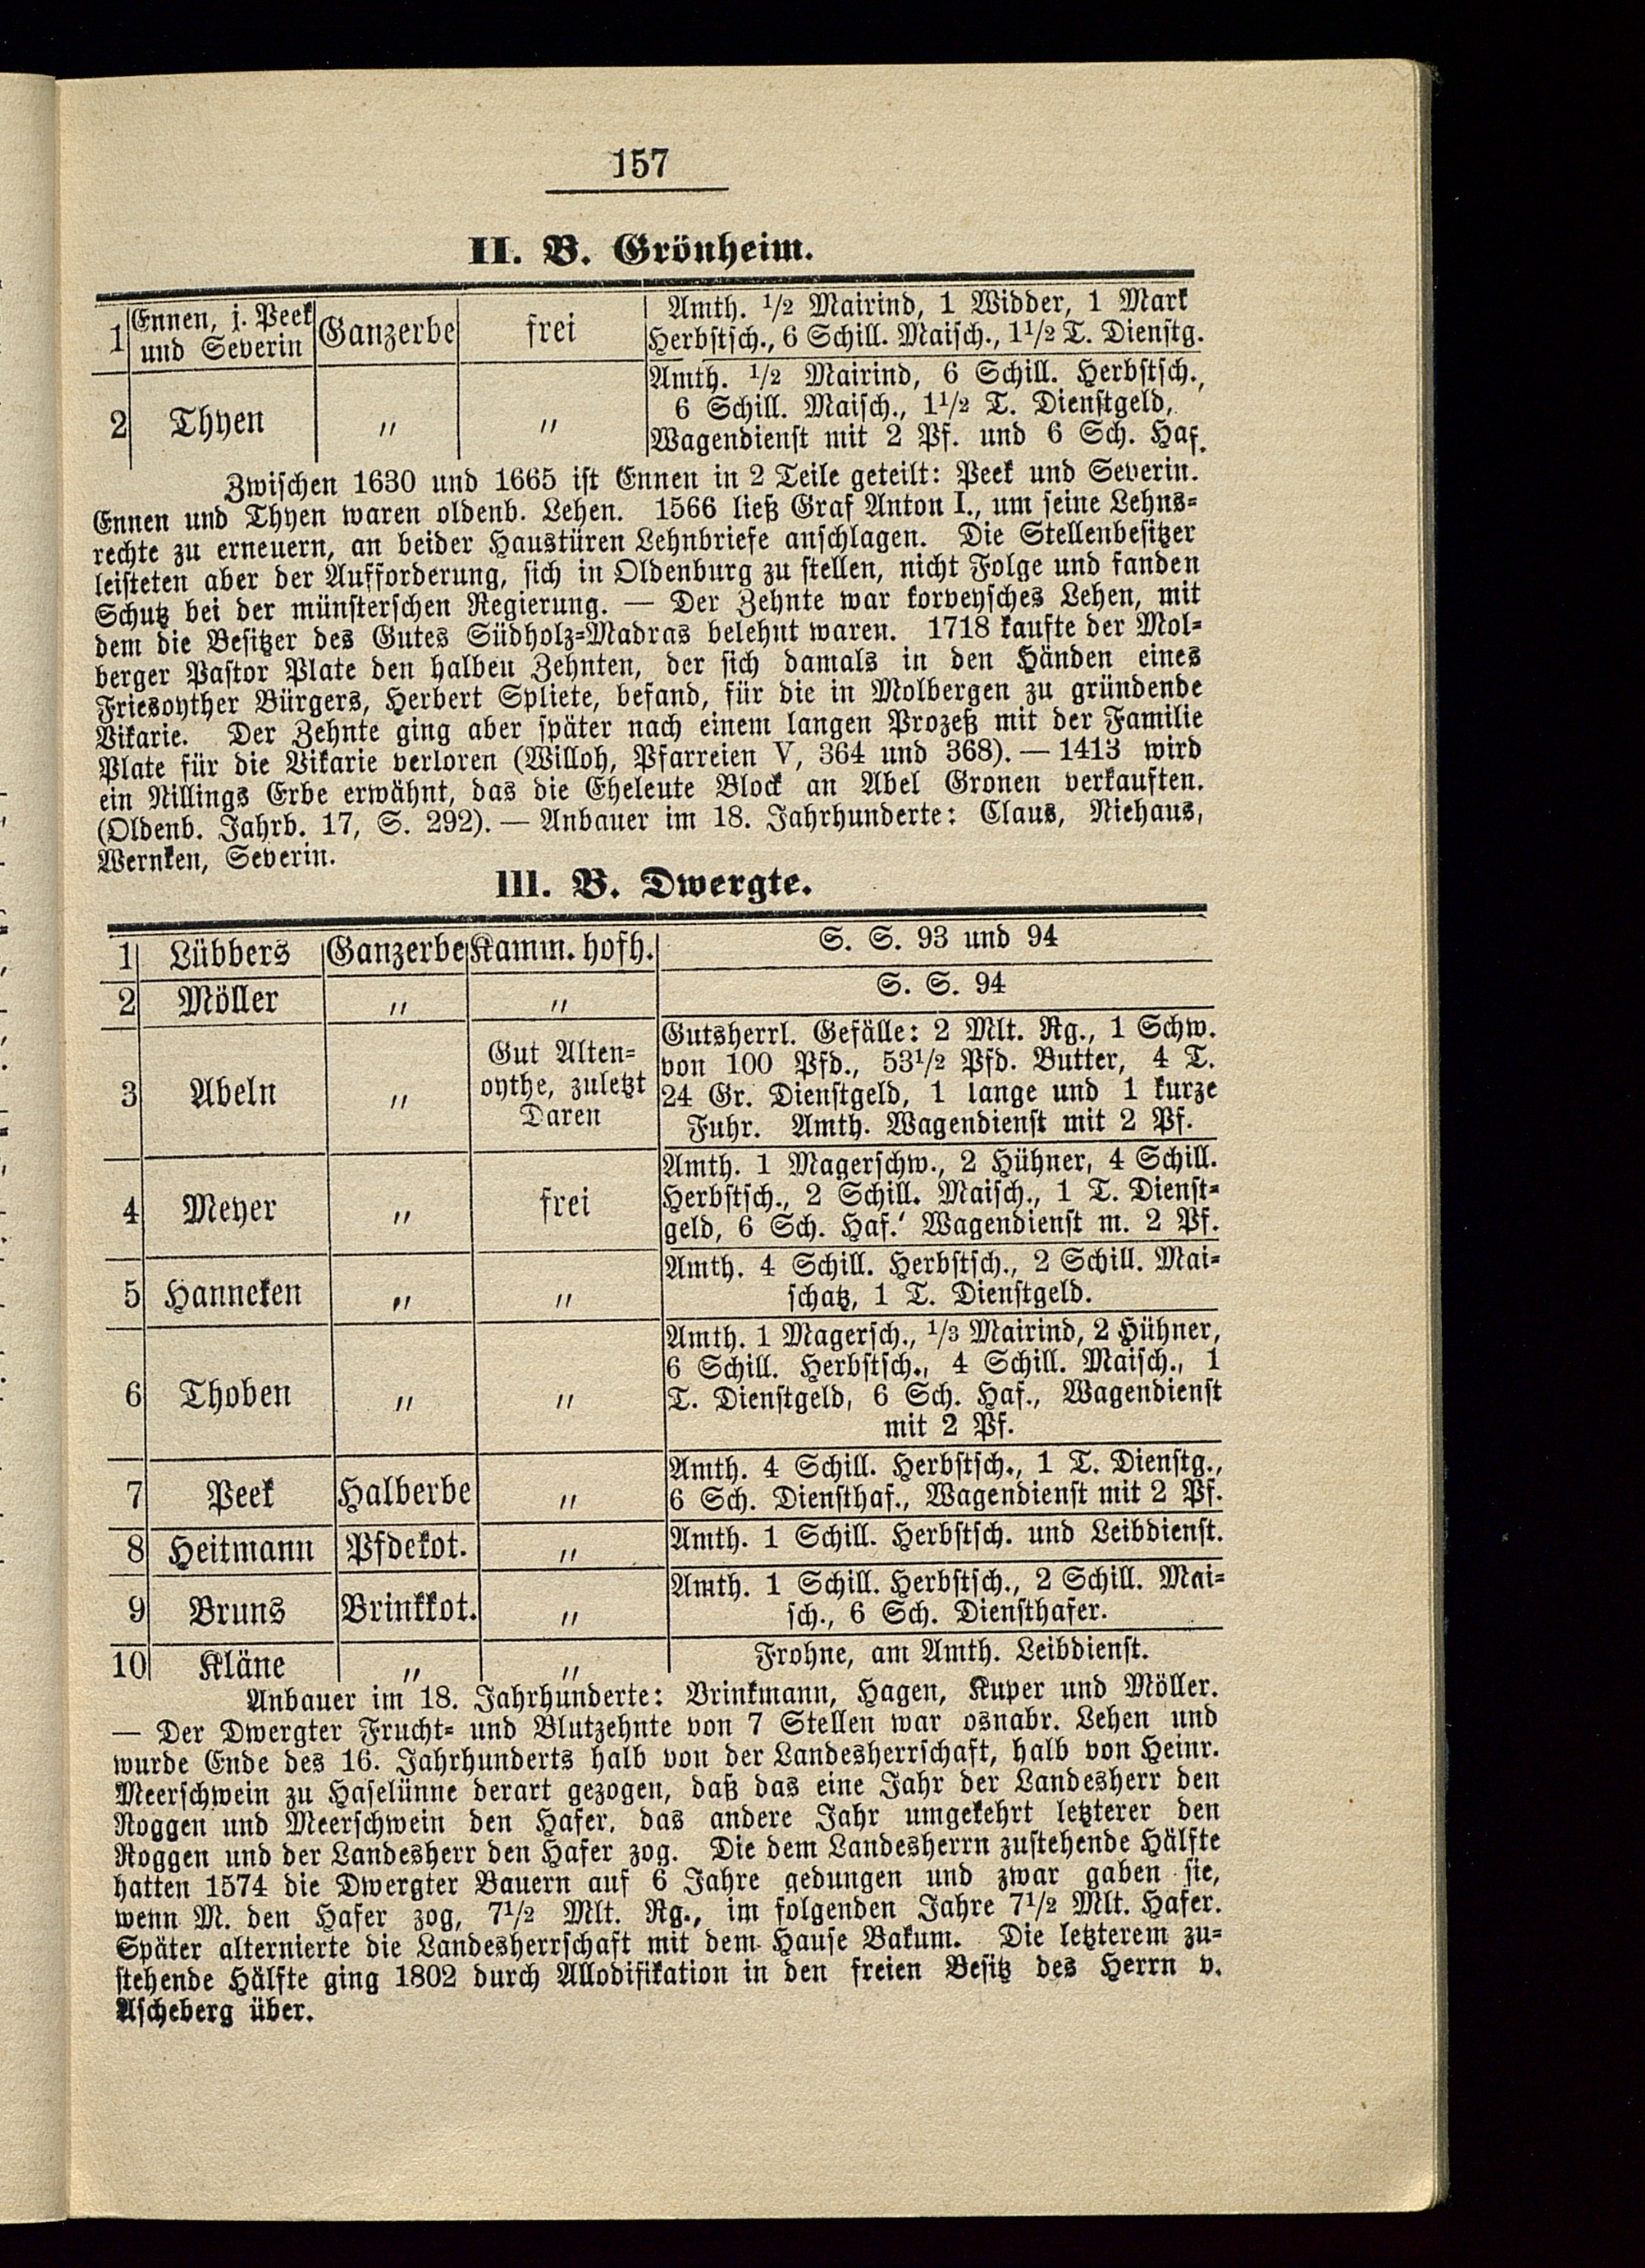 157
II. B. Grönheim.
1 Ennen, j. Peek und Severin Ganzerbe frei Amth. 1/2 Mairind, 1 Widder, 1 Mark
Herbstsch., 6 Schill. Maisch., 1 1/2 T. Dienstg.
Amth. 1/2 Mairind, 6 Schill. Herbstsch.,
2 Thyen " " 6 Schill. Maisch., 1 1/2 T. Dienstgeld,
Wagendienst mit 2 Pf. und 6 Sch. Haf.
Zwischen 1630 und 1665 ist Ennen in 2 Teile geteilt: Peek und Severin.
Ennen und Thyen waren oldenb. Lehen. 1566 ließ Graf Anton I., um seine Lehns-
rechte zu erneuern, an beider Haustüren Lehnbriefe anschlagen. Die Stellenbesitzer
leisteten aber der Aufforderung, sich in Oldenburg zu stellen, nicht Folge und fanden
Schutz bei der münsterschen Regierung. — Der Zehnte war korveysches Lehen, mit
dem die Besitzer des Gutes Südholz-Madras belehnt waren. 1718 kaufte der Mol-
berger Pastor Plate den halben Zehnten, der sich damals in den Händen eines
Friesoyther Bürgers, Herbert Spliete, befand, für die in Molbergen zu gründende
Vikarie. Der Zehnte ging aber später nach einem langen Prozeß mit der Familie
Plate für die Vikarie verloren (Willoh, Pfarreien V, 364 und 368). — 1413 wird
ein Nillings Erbe erwähnt, das die Eheleute Block an Abel Gronen verkauften.
(Oldenb. Jahrb. 17, S. 292). — Anbauer im 18. Jahrhunderte: Claus, Niehaus,
Wernken, Severin.
III. B. Dwergte.
1 Lübbers Ganzerbe Kamm. hofh. S. S. 93 und 94
2 Möller " " S. S. 94
3 Abeln " Gut Alten-oythe, zuletzt Daren Gutsherrl. Gefälle: 2 Mlt. Rg., 1 Schw.
von 100 Pfd., 53 1/2 Pfd. Butter, 4 T.
24 Gr. Dienstgeld, 1 lange und 1 kurze
Fuhr. Amth. Wagendienst mit 2 Pf.
Amth. 1 Magerschw., 2 Hühner, 4 Schill.
4 Meyer " frei Herbstsch., 2 Schill. Maisch., 1 T. Dienst-
geld, 6 Sch. Haf.' Wagendienst m. 2 Pf.
5 Hanneken " " Amth. 4 Schill. Herbstsch., 2 Schill. Mai-
schatz, 1 T. Dienstgeld.
Amth. 1 Magersch., 1/3 Mairind, 2 Hühner,
6 Schill. Herbstsch., 4 Schill. Maisch., 1
6 Thoben " " T. Dienstgeld, 6 Sch. Haf., Wagendienst
mit 2 Pf.
7 Peek Halberbe " Amth. 4 Schill. Herbstsch., 1 T. Dienstg.,
6 Sch. Diensthaf., Wagendienst mit 2 Pf.
8 Heitmann Pfdekot. " Amth. 1 Schill. Herbstsch. und Leibdienst.
9 Bruns Brinkkot. " Amth. 1 Schill. Herbstsch., 2 Schill. Mai-
sch., 6 Sch. Diensthafer.
10 Kläne " " Frohne, am Amth. Leibdienst.
Anbauer im 18. Jahrhunderte: Brinkmann, Hagen, Kuper und Möller.
— Der Dwergter Frucht- und Blutzehnte von 7 Stellen war osnabr. Lehen und
wurde Ende des 16. Jahrhunderts halb von der Landesherrschaft, halb von Heinr.
Meerschwein zu Haselünne derart gezogen, daß das eine Jahr der Landesherr den
Roggen und Meerschwein den Hafer, das andere Jahr umgekehrt letzterer den
Roggen und der Landesherr den Hafer zog. Die dem Landesherrn zustehende Hälfte
hatten 1574 die Dwergter Bauern auf 6 Jahre gedungen und zwar gaben sie,
wenn M. den Hafer zog, 7 1/2 Mlt. Rg., im folgenden Jahre 7 1/2 Mlt. Hafer.
Später alternierte die Landesherrschaft mit dem Hause Bakum. Die letzterem zu-
stehende Hälfte ging 1802 durch Allodifikation in den freien Besitz des Herrn v.
Ascheberg über.